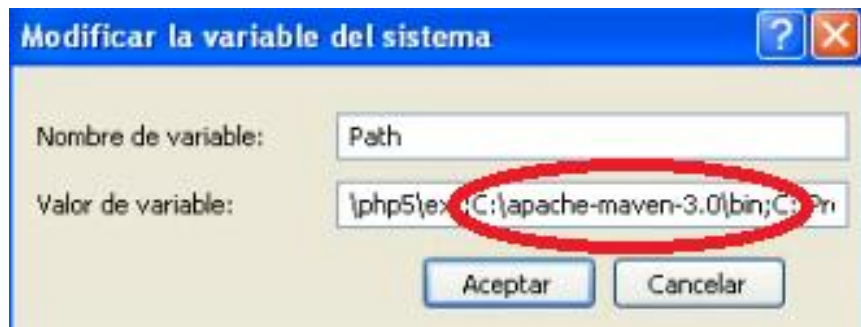 Modificar la variable del sistema
Nombre de variable: Path
Valor de variable: \php5\ex ;C:\apache-maven-3.0\bin;C: Pr
Aceptar Cancelar